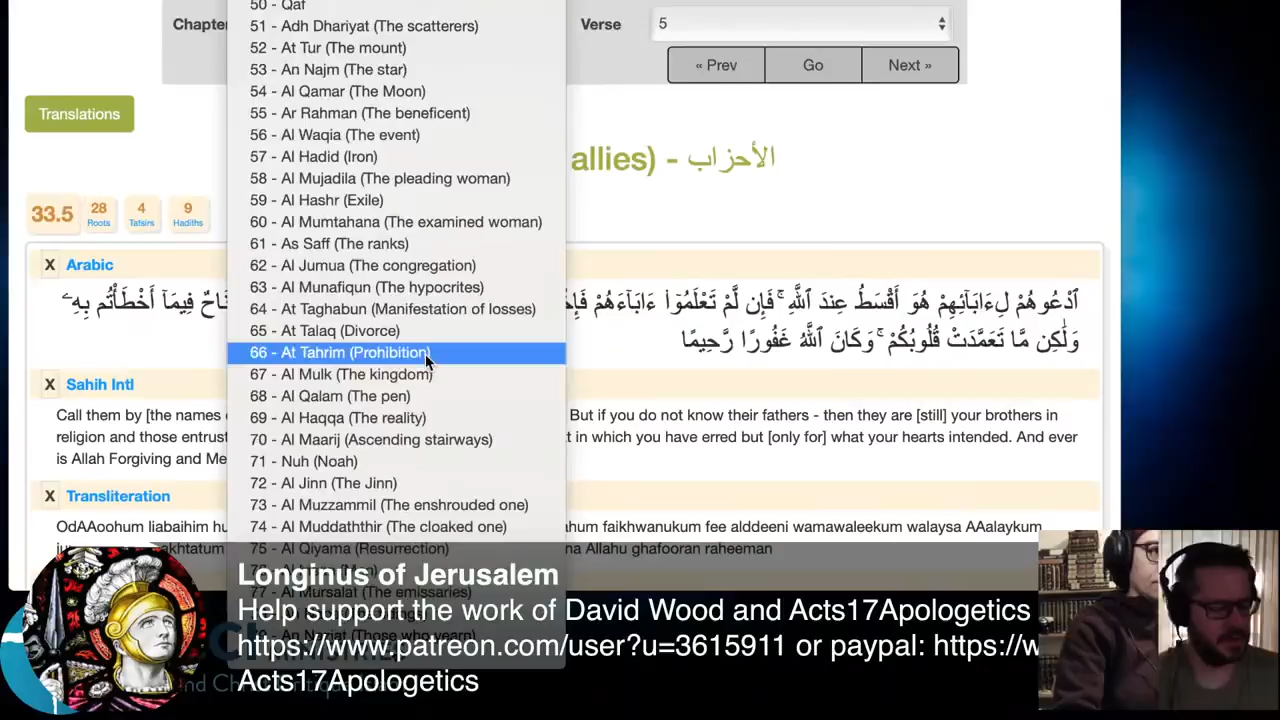 Chapter
Verse
5
« Prev
Go
Next »
Translations
allies) - الأحزاب
33.5
28
Roots
4
Tafsirs
9
Hadiths
50 - Qaf
51 - Adh Dhariyat (The scatterers)
52 - At Tur (The mount)
53 - An Najm (The star)
54 - Al Qamar (The Moon)
55 - Ar Rahman (The beneficent)
56 - Al Waqia (The event)
57 - Al Hadid (Iron)
58 - Al Mujadila (The pleading woman)
59 - Al Hashr (Exile)
60 - Al Mumtahana (The examined woman)
61 - As Saff (The ranks)
62 - Al Jumua (The congregation)
63 - Al Munafiqun (The hypocrites)
64 - At Taghabun (Manifestation of losses)
65 - At Talaq (Divorce)
66 - At Tahrim (Prohibition)
67 - Al Mulk (The kingdom)
68 - Al Qalam (The pen)
69 - Al Haqqa (The reality)
70 - Al Maarij (Ascending stairways)
71 - Nuh (Noah)
72 - Al Jinn (The Jinn)
73 - Al Muzzammil (The enshrouded one)
74 - Al Muddaththir (The cloaked one)
75 - Al Qiyama (Resurrection)
77 - Al Mursalat (The emissaries)
X Arabic
ٱدْعُوهُمْ لِءَابَآئِهِمْ هُوَ أَقْسَطُ عِندَ ٱللَّهِ ۚ فَإِن لَّمْ تَعْلَمُوٓا۟ ءَابَآءَهُمْ فِيمَآ أَخْطَأْتُم بِهِۦ
وَلَٰكِن مَّا تَعَمَّدَتْ قُلُوبُكُمْ ۚ وَكَانَ ٱللَّهُ غَفُورًا رَّحِيمًا
X Sahih Intl
Call them by [the names But if you do not know their fathers - then they are [still] your brothers in
religion and those entrust in which you have erred but [only for] what your hearts intended. And ever
is Allah Forgiving and Me
X Transliteration
OdAAoohum liabaihim hu ahum faikhwanukum fee alddeeni wamawaleekum walaysa AAalaykum
na Allahu ghafooran raheeman
Longinus of Jerusalem
Help support the work of David Wood and Acts17Apologetics
https://www.patreon.com/user?u=3615911 or paypal: https://w
Acts17Apologetics